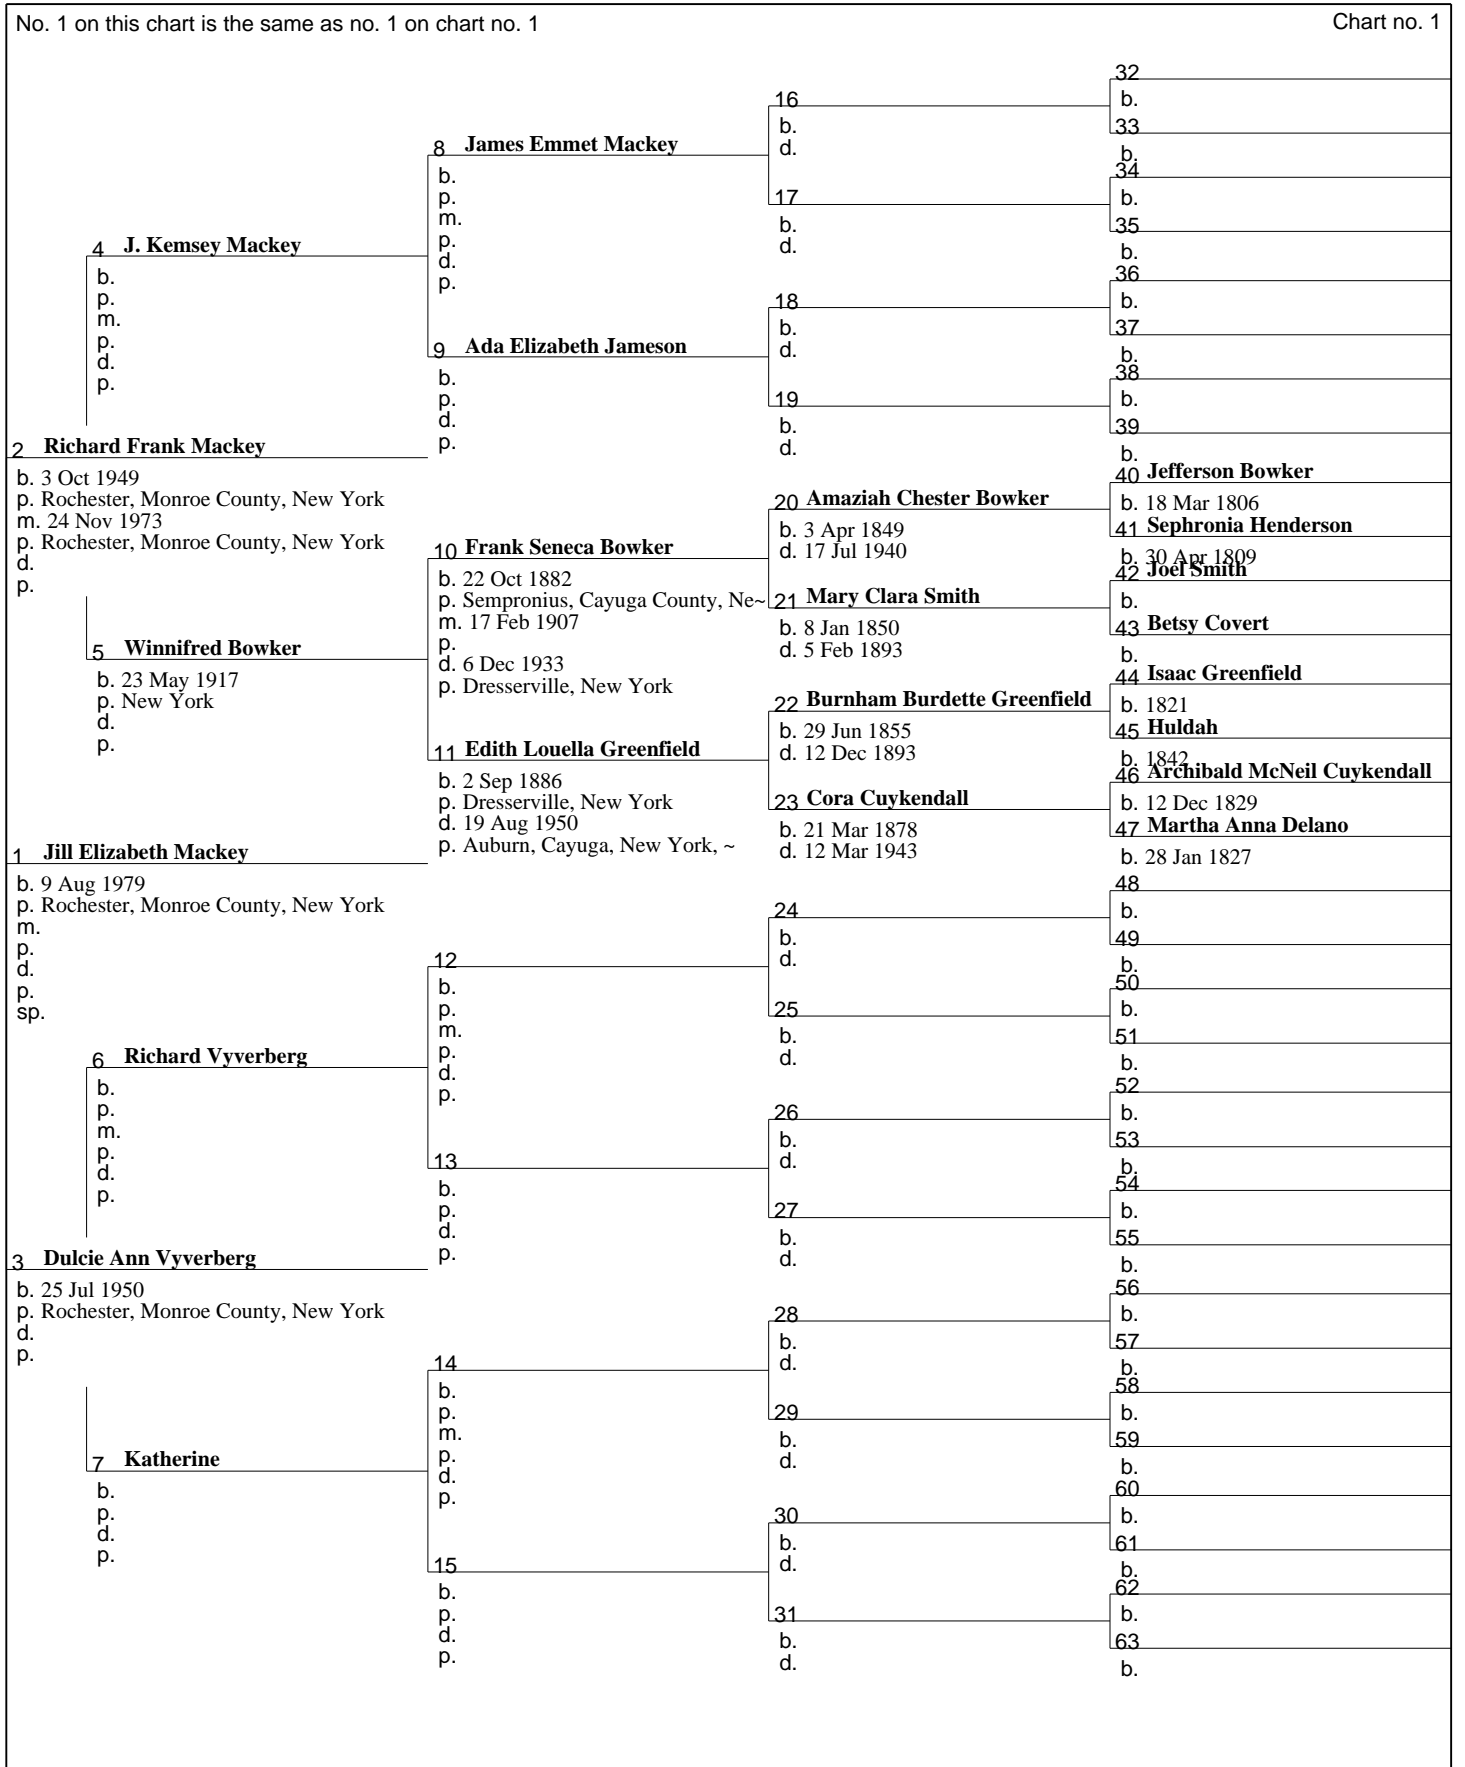 No. 1 on this chart is the same as no. 1 on chart no. 1
Chart no. 1
1 Jill Elizabeth Mackey
b. 9 Aug 1979
p. Rochester, Monroe County, New York
m.
p.
d.
p.
sp.
2 Richard Frank Mackey
b. 3 Oct 1949
p. Rochester, Monroe County, New York
m. 24 Nov 1973
p. Rochester, Monroe County, New York
d.
p.
3 Dulcie Ann Vyverberg
b. 25 Jul 1950
p. Rochester, Monroe County, New York
d.
p.
4 J. Kemsey Mackey
b.
p.
m.
p.
d.
p.
5 Winnifred Bowker
b. 23 May 1917
p. New York
d.
p.
6 Richard Vyverberg
b.
p.
m.
p.
d.
p.
7 Katherine
b.
p.
d.
p.
8 James Emmet Mackey
b.
p.
m.
p.
d.
p.
9 Ada Elizabeth Jameson
b.
p.
d.
p.
10 Frank Seneca Bowker
b. 22 Oct 1882
p. Sempronius, Cayuga County, Ne~
m. 17 Feb 1907
p.
d. 6 Dec 1933
p. Dresserville, New York
11 Edith Louella Greenfield
b. 2 Sep 1886
p. Dresserville, New York
d. 19 Aug 1950
p. Auburn, Cayuga, New York, ~
12
b.
p.
m.
p.
d.
p.
13
b.
p.
d.
p.
14
b.
p.
m.
p.
d.
p.
15
b.
p.
d.
p.
16
b.
d.
17
b.
d.
18
b.
d.
19
b.
d.
20 Amaziah Chester Bowker
b. 3 Apr 1849
d. 17 Jul 1940
21 Mary Clara Smith
b. 8 Jan 1850
d. 5 Feb 1893
22 Burnham Burdette Greenfield
b. 29 Jun 1855
d. 12 Dec 1893
23 Cora Cuykendall
b. 21 Mar 1878
d. 12 Mar 1943
24
b.
d.
25
b.
d.
26
b.
d.
27
b.
d.
28
b.
d.
29
b.
d.
30
b.
d.
31
b.
d.
32
b.
33
b.
34
b.
35
b.
36
b.
37
b.
38
b.
39
b.
40 Jefferson Bowker
b. 18 Mar 1806
41 Sephronia Henderson
b. 30 Apr 1809
42 Joel Smith
b.
43 Betsy Covert
b.
44 Isaac Greenfield
b. 1821
45 Huldah
b. 1842
46 Archibald McNeil Cuykendall
b. 12 Dec 1829
47 Martha Anna Delano
b. 28 Jan 1827
48
b.
49
b.
50
b.
51
b.
52
b.
53
b.
54
b.
55
b.
56
b.
57
b.
58
b.
59
b.
60
b.
61
b.
62
b.
63
b.